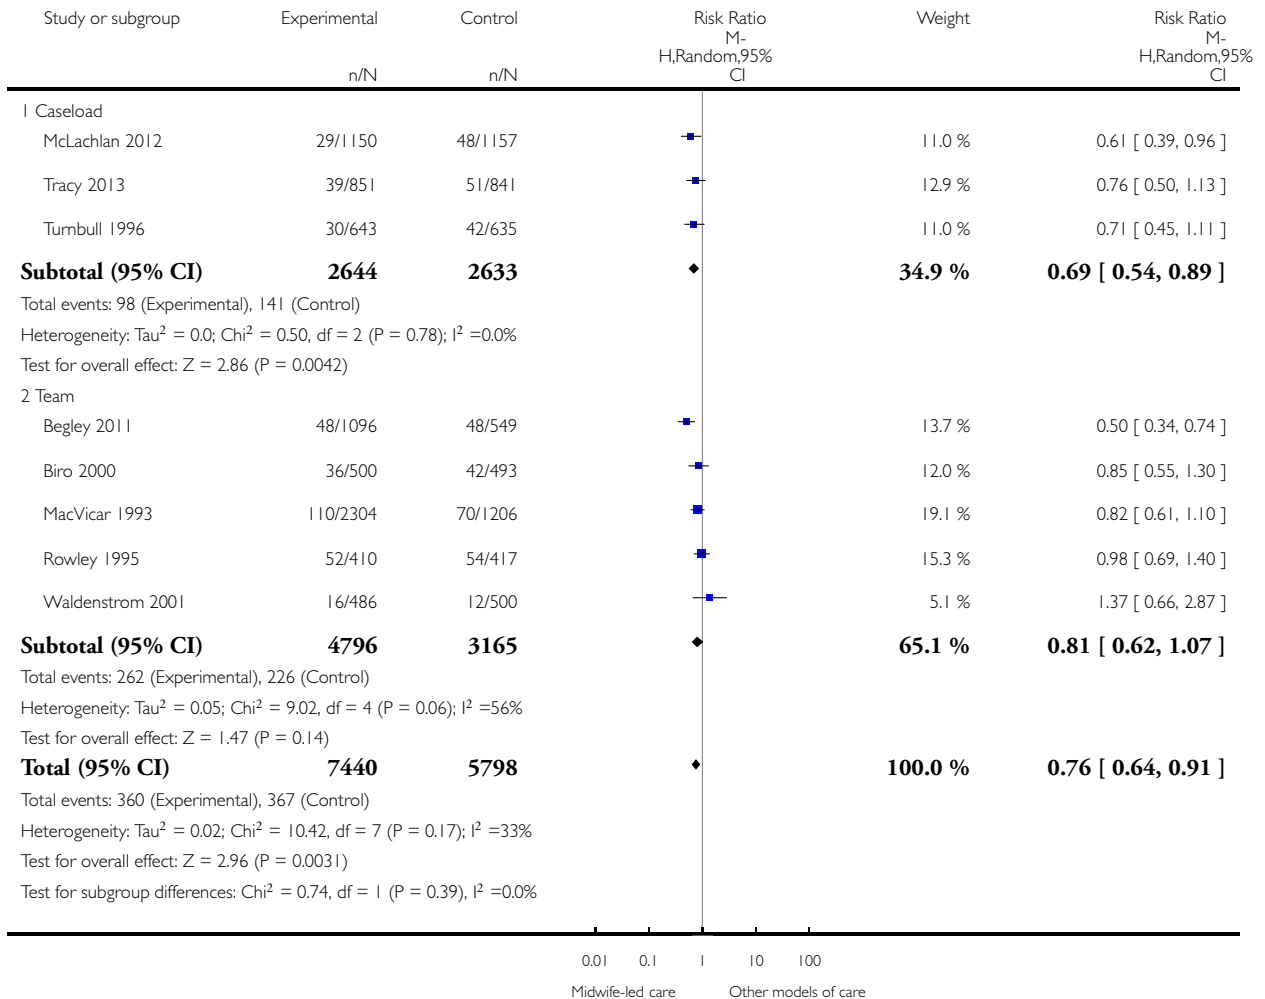 Study or subgroup Experimental Control Risk Ratio Weight Risk Ratio
M- M-
H,Random,95% H,Random,95%
n/N n/N CI CI
1 Caseload
McLachlan 2012 29/1150 48/1157 11.0 % 0.61 [ 0.39, 0.96 ]
Tracy 2013 39/851 51/841 12.9 % 0.76 [ 0.50, 1.13 ]
Turnbull 1996 30/643 42/635 11.0 % 0.71 [ 0.45, 1.11 ]
Subtotal (95% CI) 2644 2633 34.9 % 0.69 [ 0.54, 0.89 ]
Total events: 98 (Experimental), 141 (Control)
Heterogeneity: Tau² = 0.0; Chi² = 0.50, df = 2 (P = 0.78); I² =0.0%
Test for overall effect: Z = 2.86 (P = 0.0042)
2 Team
Begley 2011 48/1096 48/549 13.7 % 0.50 [ 0.34, 0.74 ]
Biro 2000 36/500 42/493 12.0 % 0.85 [ 0.55, 1.30 ]
MacVicar 1993 110/2304 70/1206 19.1 % 0.82 [ 0.61, 1.10 ]
Rowley 1995 52/410 54/417 15.3 % 0.98 [ 0.69, 1.40 ]
Waldenstrom 2001 16/486 12/500 5.1 % 1.37 [ 0.66, 2.87 ]
Subtotal (95% CI) 4796 3165 65.1 % 0.81 [ 0.62, 1.07 ]
Total events: 262 (Experimental), 226 (Control)
Heterogeneity: Tau² = 0.05; Chi² = 9.02, df = 4 (P = 0.06); I² =56%
Test for overall effect: Z = 1.47 (P = 0.14)
Total (95% CI) 7440 5798 100.0 % 0.76 [ 0.64, 0.91 ]
Total events: 360 (Experimental), 367 (Control)
Heterogeneity: Tau² = 0.02; Chi² = 10.42, df = 7 (P = 0.17); I² =33%
Test for overall effect: Z = 2.96 (P = 0.0031)
Test for subgroup differences: Chi² = 0.74, df = 1 (P = 0.39), I² =0.0%
0.01 0.1 1 10 100
Midwife-led care Other models of care